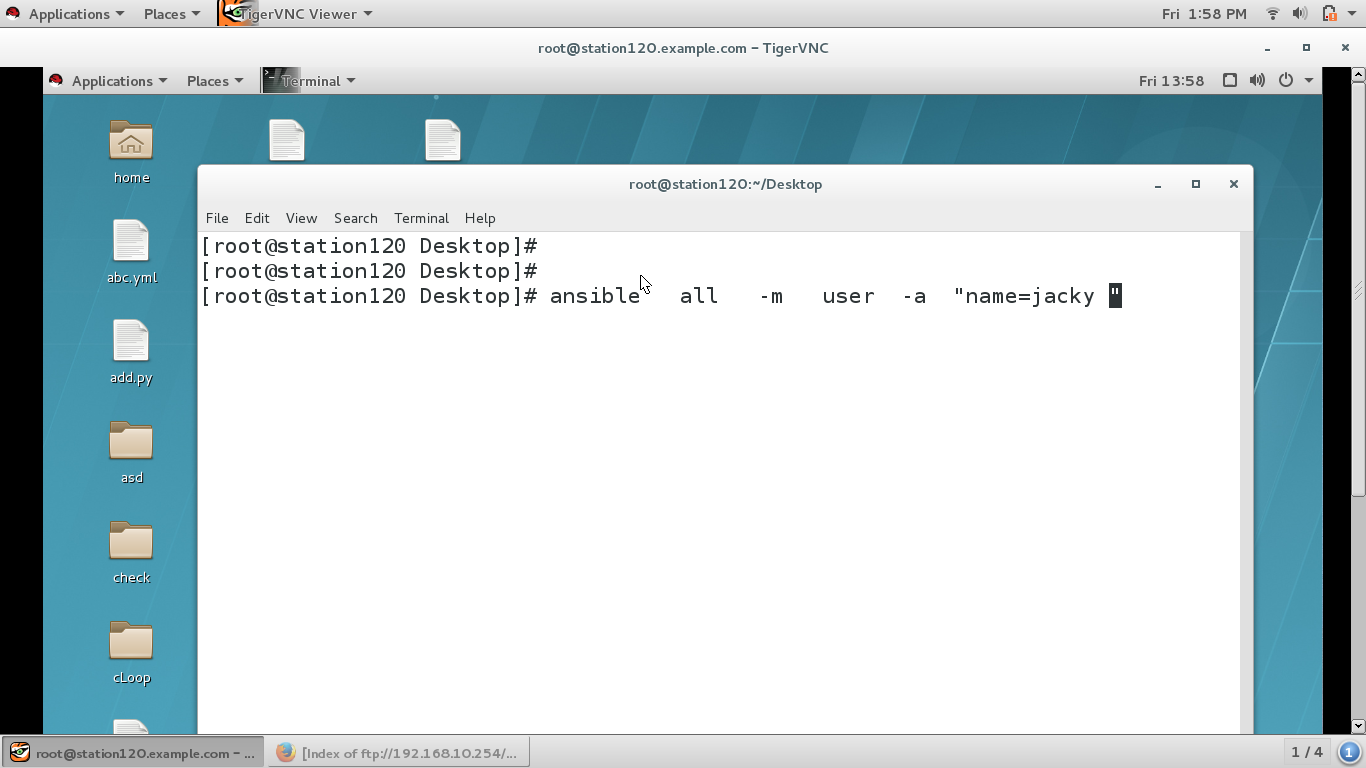 Applications Places TigerVNC Viewer Fri 1:58 PM
root@station120.example.com - TigerVNC
Applications Places Terminal Fri 13:58
home
root@station120:~/Desktop
File Edit View Search Terminal Help
[root@station120 Desktop]#
[root@station120 Desktop]#
[root@station120 Desktop]# ansible all -m user -a "name=jacky "
abc.yml
add.py
asd
check
cLoop
root@station120.example.com - ... [Index of ftp://192.168.10.254/... 1 / 4 1